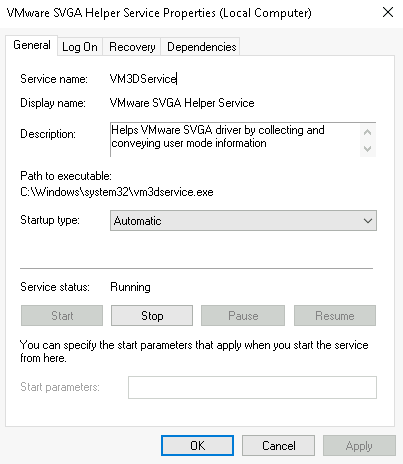 VMware SVGA Helper Service Properties (Local Computer)
General Log On Recovery Dependencies
Service name: VM3DService
Display name: VMware SVGA Helper Service
Description: Helps VMware SVGA driver by collecting and
conveying user mode information
Path to executable:
C:\Windows\system32\vm3dservice.exe
Startup type: Automatic
Service status: Running
Start Stop Pause Resume
You can specify the start parameters that apply when you start the service
from here.
Start parameters:
OK Cancel Apply